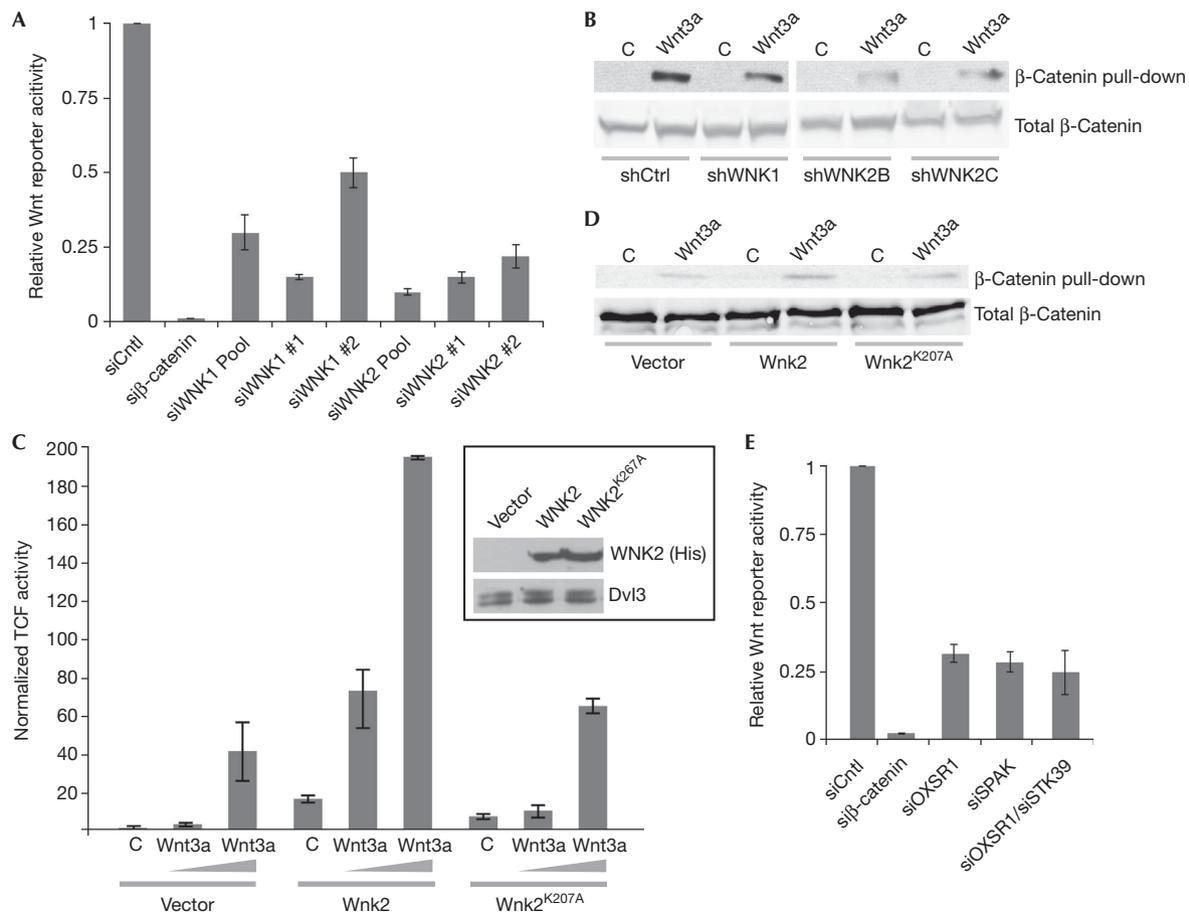 A
Relative Wnt reporter acitivity
1
0.75
0.5
0.25
0
siCntl
siβ-catenin
siWNK1 Pool
siWNK1 #1
siWNK1 #2
siWNK2 Pool
siWNK2 #1
siWNK2 #2
B
C Wnt3a C Wnt3a C Wnt3a C Wnt3a
β-Catenin pull-down
Total β-Catenin
shCtrl shWNK1 shWNK2B shWNK2C
D
C Wnt3a C Wnt3a C Wnt3a
β-Catenin pull-down
Total β-Catenin
Vector Wnk2 Wnk2K207A
C
Normalized TCF activity
200
180
160
140
120
100
80
60
40
20
C Wnt3a Wnt3a C Wnt3a Wnt3a C Wnt3a Wnt3a
Vector Wnk2 Wnk2K207A
Vector WNK2 WNK2K267A
WNK2 (His)
Dvl3
E
Relative Wnt reporter acitivity
1
0.75
0.5
0.25
0
siCntl
siβ-catenin
siOXSR1
siSPAK
siOXSR1/siSTK39